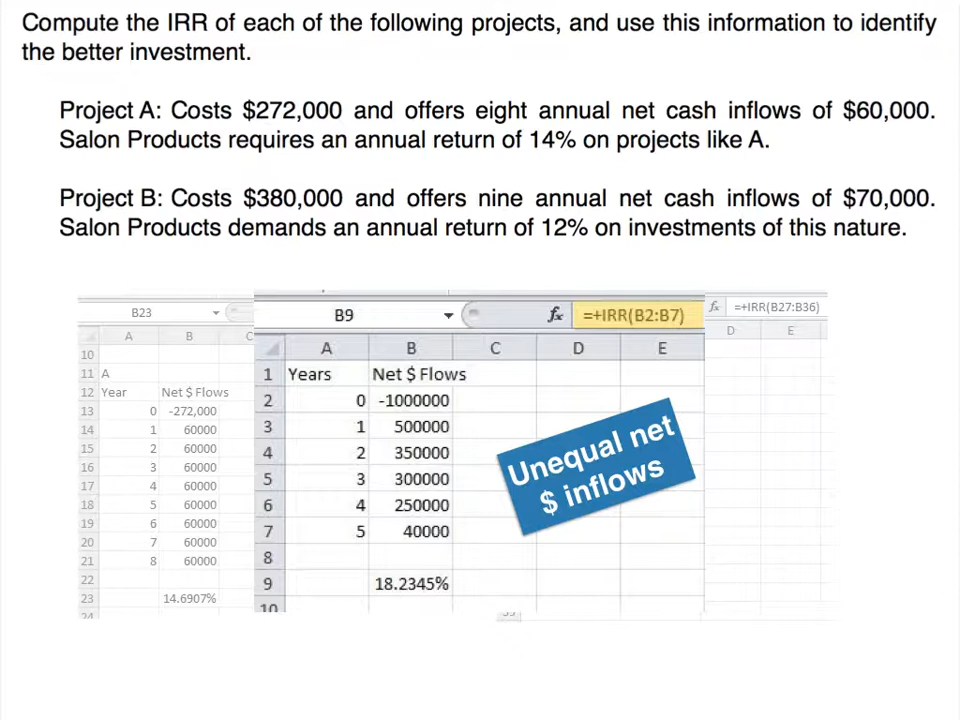 Compute the IRR of each of the following projects, and use this information to identify
the better investment.
Project A: Costs $272,000 and offers eight annual net cash inflows of $60,000.
Salon Products requires an annual return of 14% on projects like A.
Project B: Costs $380,000 and offers nine annual net cash inflows of $70,000.
Salon Products demands an annual return of 12% on investments of this nature.
B23
A B C
10
11 A
12 Year Net $ Flows
13 0 -272,000
14 1 60000
15 2 60000
16 3 60000
17 4 60000
18 5 60000
19 6 60000
20 7 60000
21 8 60000
22
23 14.6907%
24
B9 fx =+IRR(B2:B7)
A B C D E
1 Years Net $ Flows
2 0 -1000000
3 1 500000
4 2 350000
5 3 300000
6 4 250000
7 5 40000
8
9 18.2345%
10
Unequal net
$ inflows
fx =+IRR(B27:B36)
D E